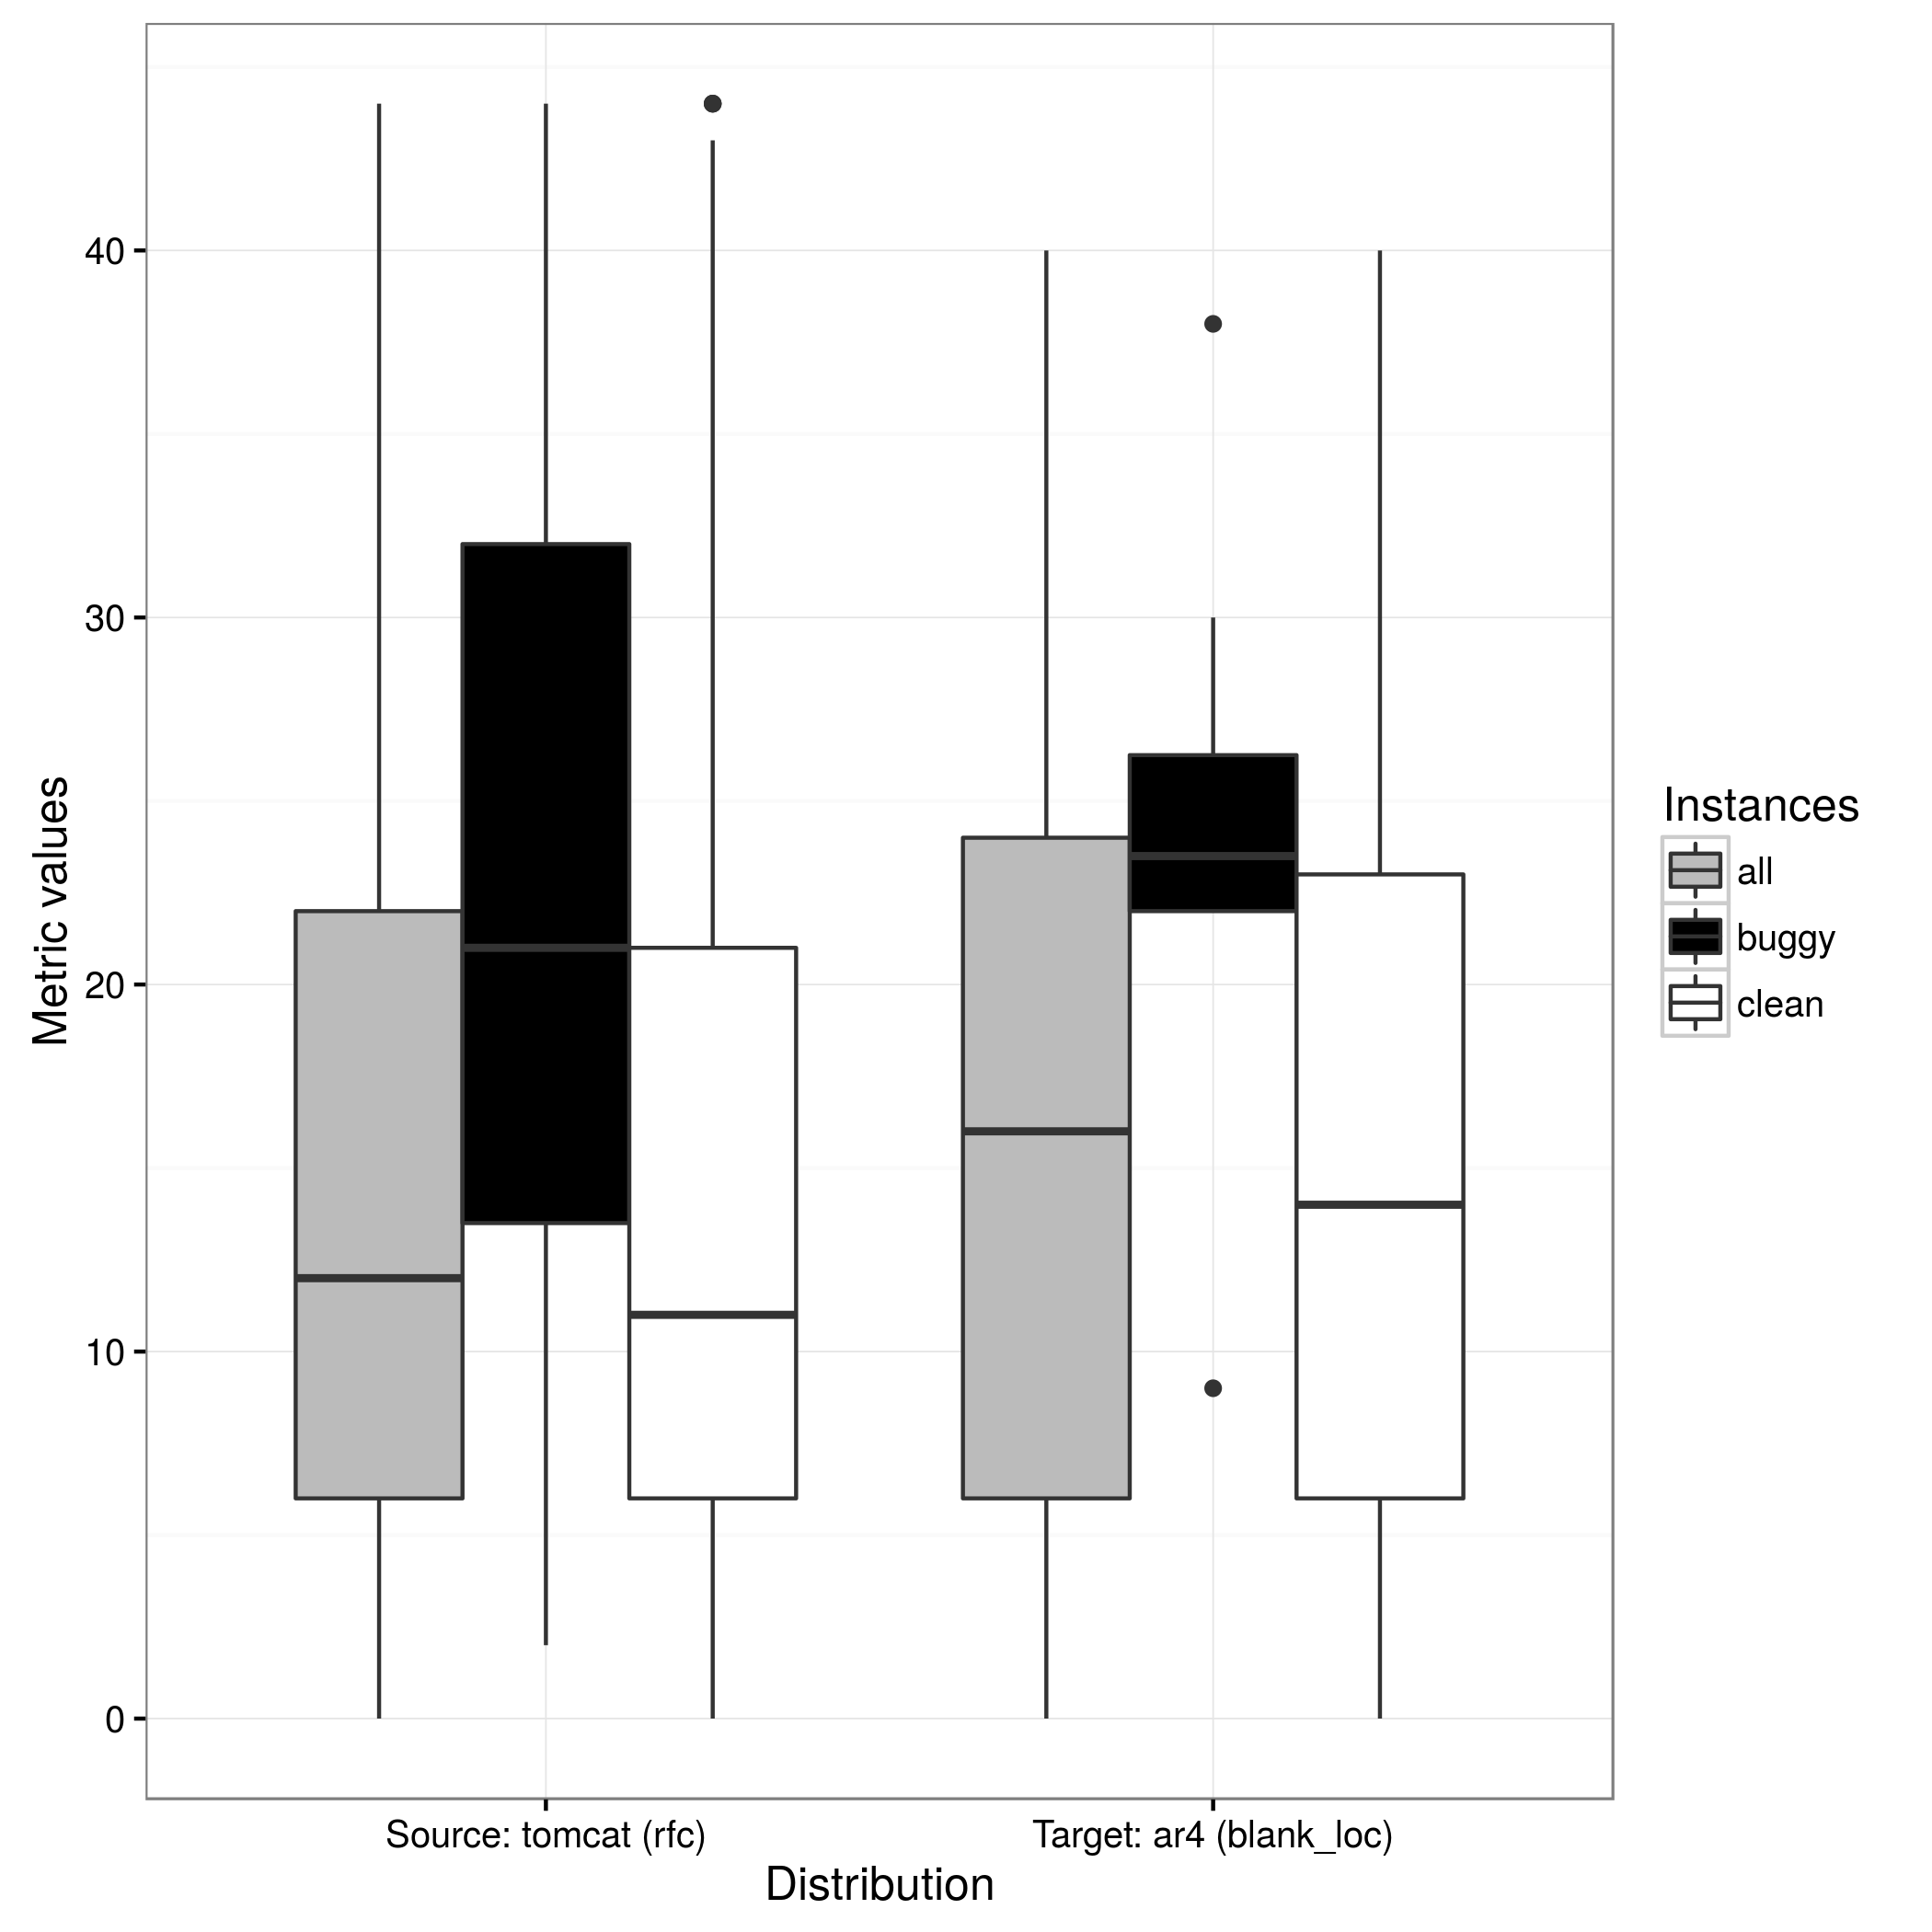 Metric values
40
30
20
10
0
Source: tomcat (rfc)
Target: ar4 (blank_loc)
Distribution
Instances
all
buggy
clean